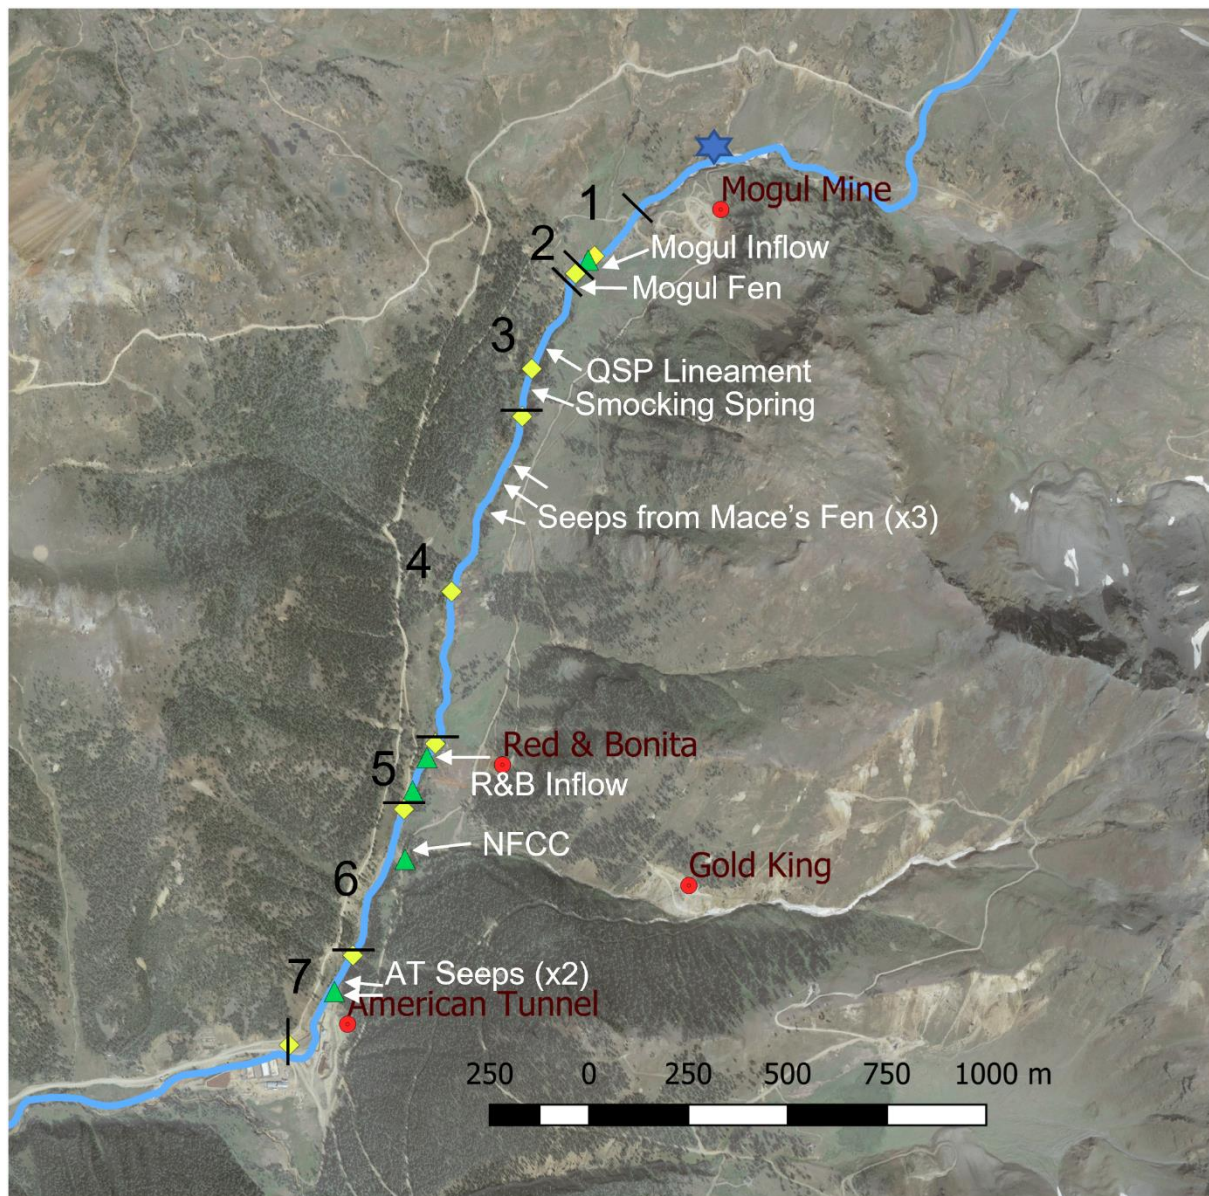 Mogul Mine
1
Mogul Inflow
2
Mogul Fen
3
QSP Lineament
Smocking Spring
Seeps from Mace's Fen (x3)
4
Red & Bonita
5
R&B Inflow
NFCC
Gold King
6
AT Seeps (x2)
7
American Tunnel
250 0 250 500 750 1000 m